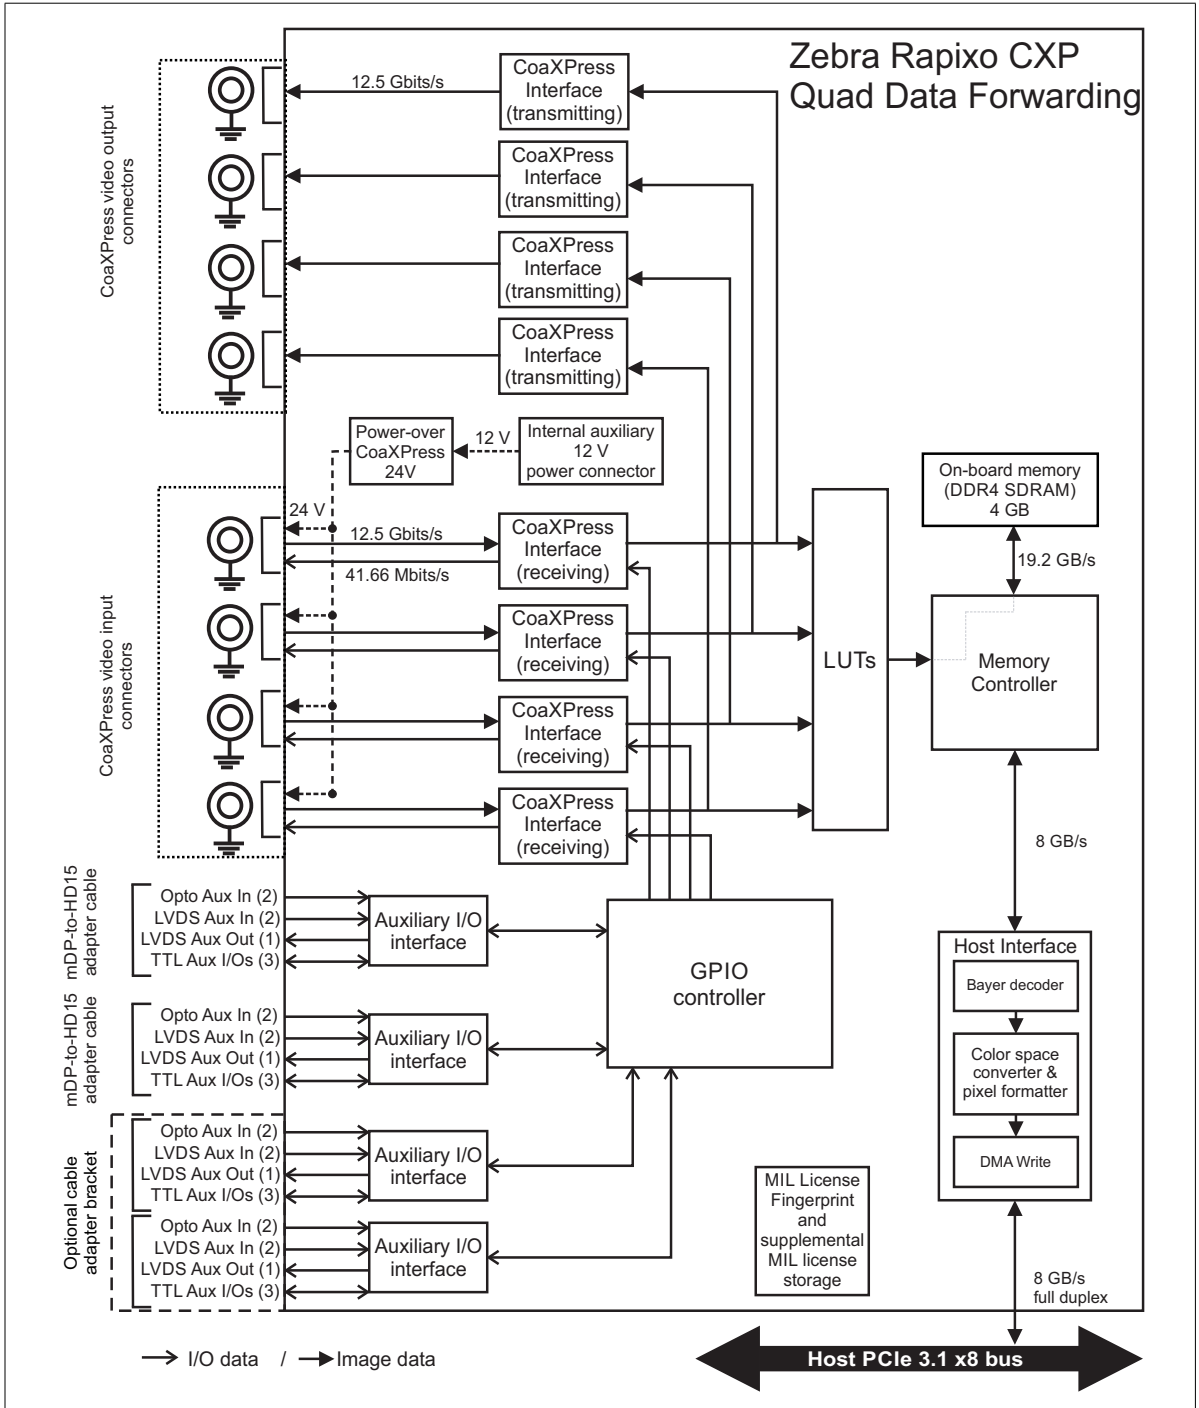 Zebra Rapixo CXP
Quad Data Forwarding
CoaXPress video output
connectors
12.5 Gbits/s
CoaXPress
Interface
(transmitting)
CoaXPress
Interface
(transmitting)
CoaXPress
Interface
(transmitting)
CoaXPress
Interface
(transmitting)
Power-over
CoaXPress
24V
12 V
Internal auxiliary
12 V
power connector
On-board memory
(DDR4 SDRAM)
4 GB
19.2 GB/s
CoaXPress video input
connectors
24 V
12.5 Gbits/s
41.66 Mbits/s
CoaXPress
Interface
(receiving)
CoaXPress
Interface
(receiving)
CoaXPress
Interface
(receiving)
CoaXPress
Interface
(receiving)
LUTs
Memory
Controller
8 GB/s
mDP-to-HD15
adapter cable
Opto Aux In (2)
LVDS Aux In (2)
LVDS Aux Out (1)
TTL Aux I/Os (3)
Auxiliary I/O
interface
GPIO
controller
Host Interface
Bayer decoder
Color space
converter &
pixel formatter
DMA Write
mDP-to-HD15
adapter cable
Opto Aux In (2)
LVDS Aux In (2)
LVDS Aux Out (1)
TTL Aux I/Os (3)
Auxiliary I/O
interface
Optional cable
adapter bracket
Opto Aux In (2)
LVDS Aux In (2)
LVDS Aux Out (1)
TTL Aux I/Os (3)
Auxiliary I/O
interface
Opto Aux In (2)
LVDS Aux In (2)
LVDS Aux Out (1)
TTL Aux I/Os (3)
Auxiliary I/O
interface
MIL License
Fingerprint
and
supplemental
MIL license
storage
8 GB/s
full duplex
I/O data / Image data
Host PCIe 3.1 x8 bus